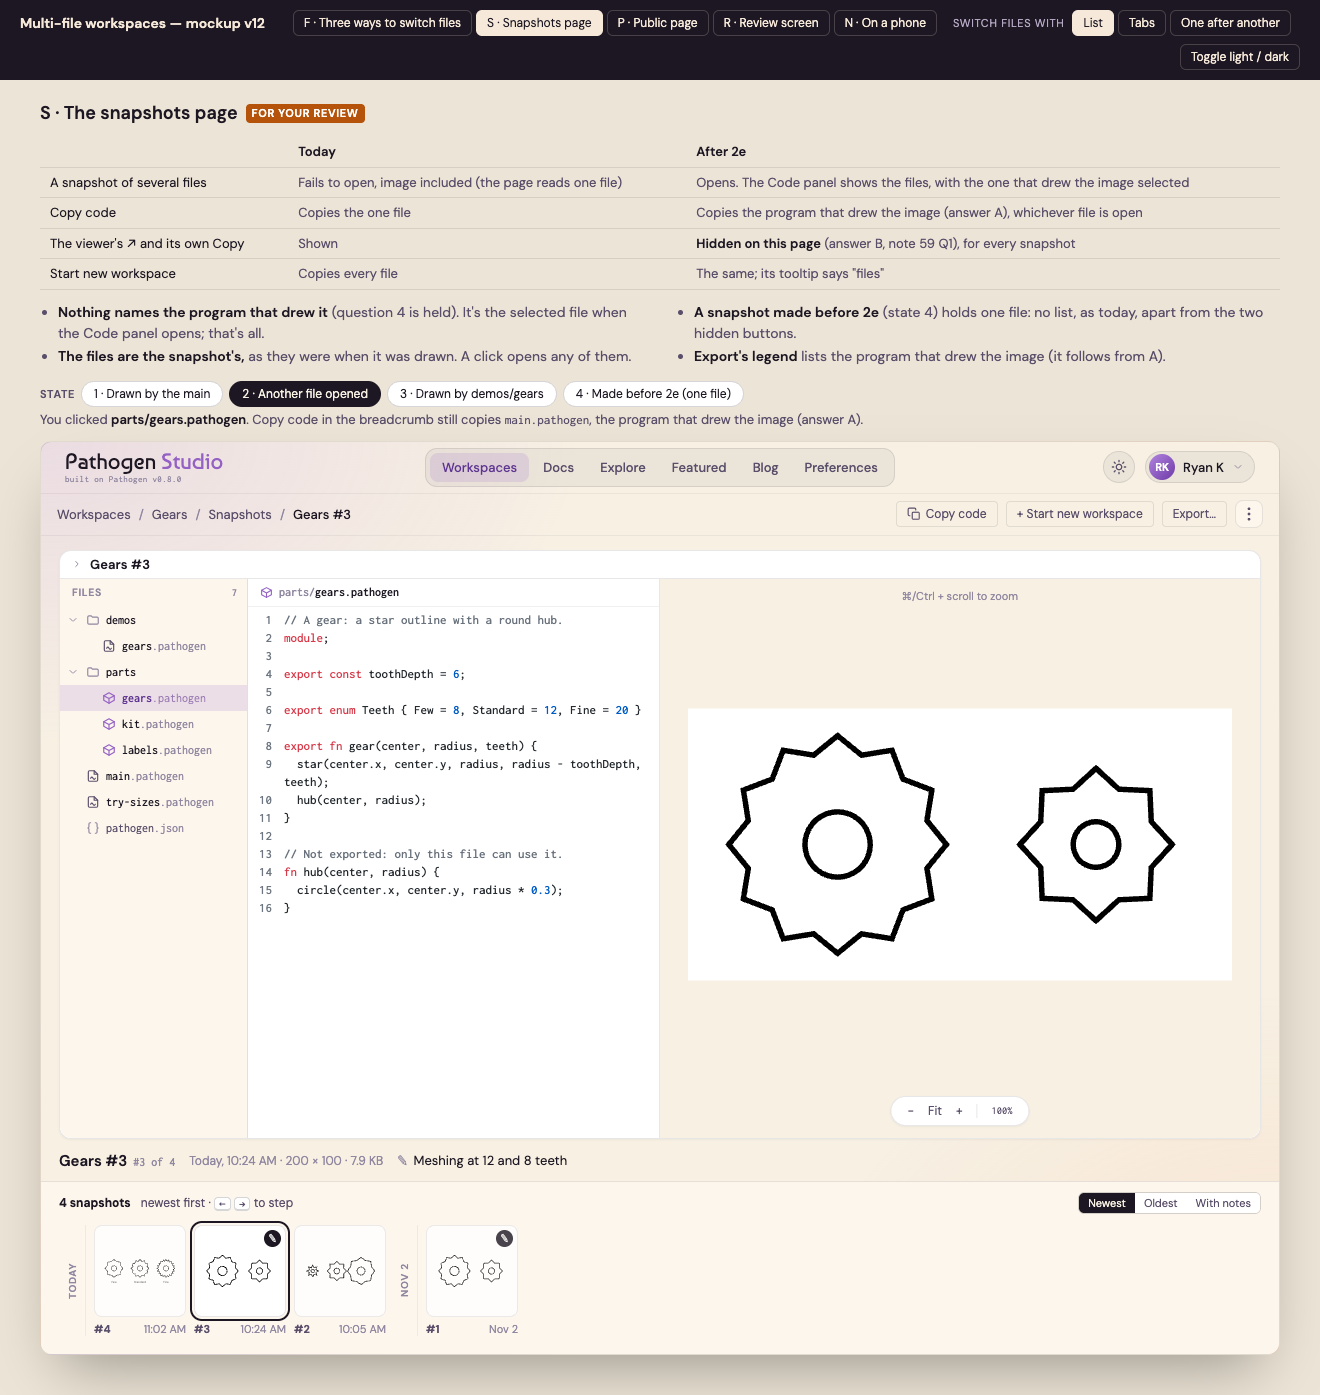 Multi-file workspaces — mockup v12
F · Three ways to switch files
S · Snapshots page
P · Public page
R · Review screen
N · On a phone
SWITCH FILES WITH
List
Tabs
One after another
Toggle light / dark
S · The snapshots page FOR YOUR REVIEW
Today After 2e
A snapshot of several files Fails to open, image included (the page reads one file) Opens. The Code panel shows the files, with the one that drew the image selected
Copy code Copies the one file Copies the program that drew the image (answer A), whichever file is open
The viewer's ↗ and its own Copy Shown Hidden on this page (answer B, note 59 Q1), for every snapshot
Start new workspace Copies every file The same; its tooltip says "files"
• Nothing names the program that drew it (question 4 is held). It's the selected file when
the Code panel opens; that's all.
• The files are the snapshot's, as they were when it was drawn. A click opens any of them.
• A snapshot made before 2e (state 4) holds one file: no list, as today, apart from the two
hidden buttons.
• Export's legend lists the program that drew the image (it follows from A).
STATE 1 · Drawn by the main 2 · Another file opened 3 · Drawn by demos/gears 4 · Made before 2e (one file)
You clicked parts/gears.pathogen. Copy code in the breadcrumb still copies main.pathogen, the program that drew the image (answer A).
Pathogen Studio
built on Pathogen v0.8.0
Workspaces Docs Explore Featured Blog Preferences
RK Ryan K
Workspaces / Gears / Snapshots / Gears #3
Copy code + Start new workspace Export…
Gears #3
FILES 7
demos
gears.pathogen
parts
gears.pathogen
kit.pathogen
labels.pathogen
main.pathogen
try-sizes.pathogen
{} pathogen.json
parts/gears.pathogen
1 // A gear: a star outline with a round hub.
2 module;
3
4 export const toothDepth = 6;
5
6 export enum Teeth { Few = 8, Standard = 12, Fine = 20 }
7
8 export fn gear(center, radius, teeth) {
9 star(center.x, center.y, radius, radius - toothDepth,
teeth);
10 hub(center, radius);
11 }
12
13 // Not exported: only this file can use it.
14 fn hub(center, radius) {
15 circle(center.x, center.y, radius * 0.3);
16 }
⌘/Ctrl + scroll to zoom
− Fit + 100%
Gears #3 #3 of 4 Today, 10:24 AM · 200 × 100 · 7.9 KB ✎ Meshing at 12 and 8 teeth
4 snapshots newest first · ← → to step
Newest Oldest With notes
TODAY
#4 11:02 AM
#3 10:24 AM
#2 10:05 AM
NOV 2
#1 Nov 2